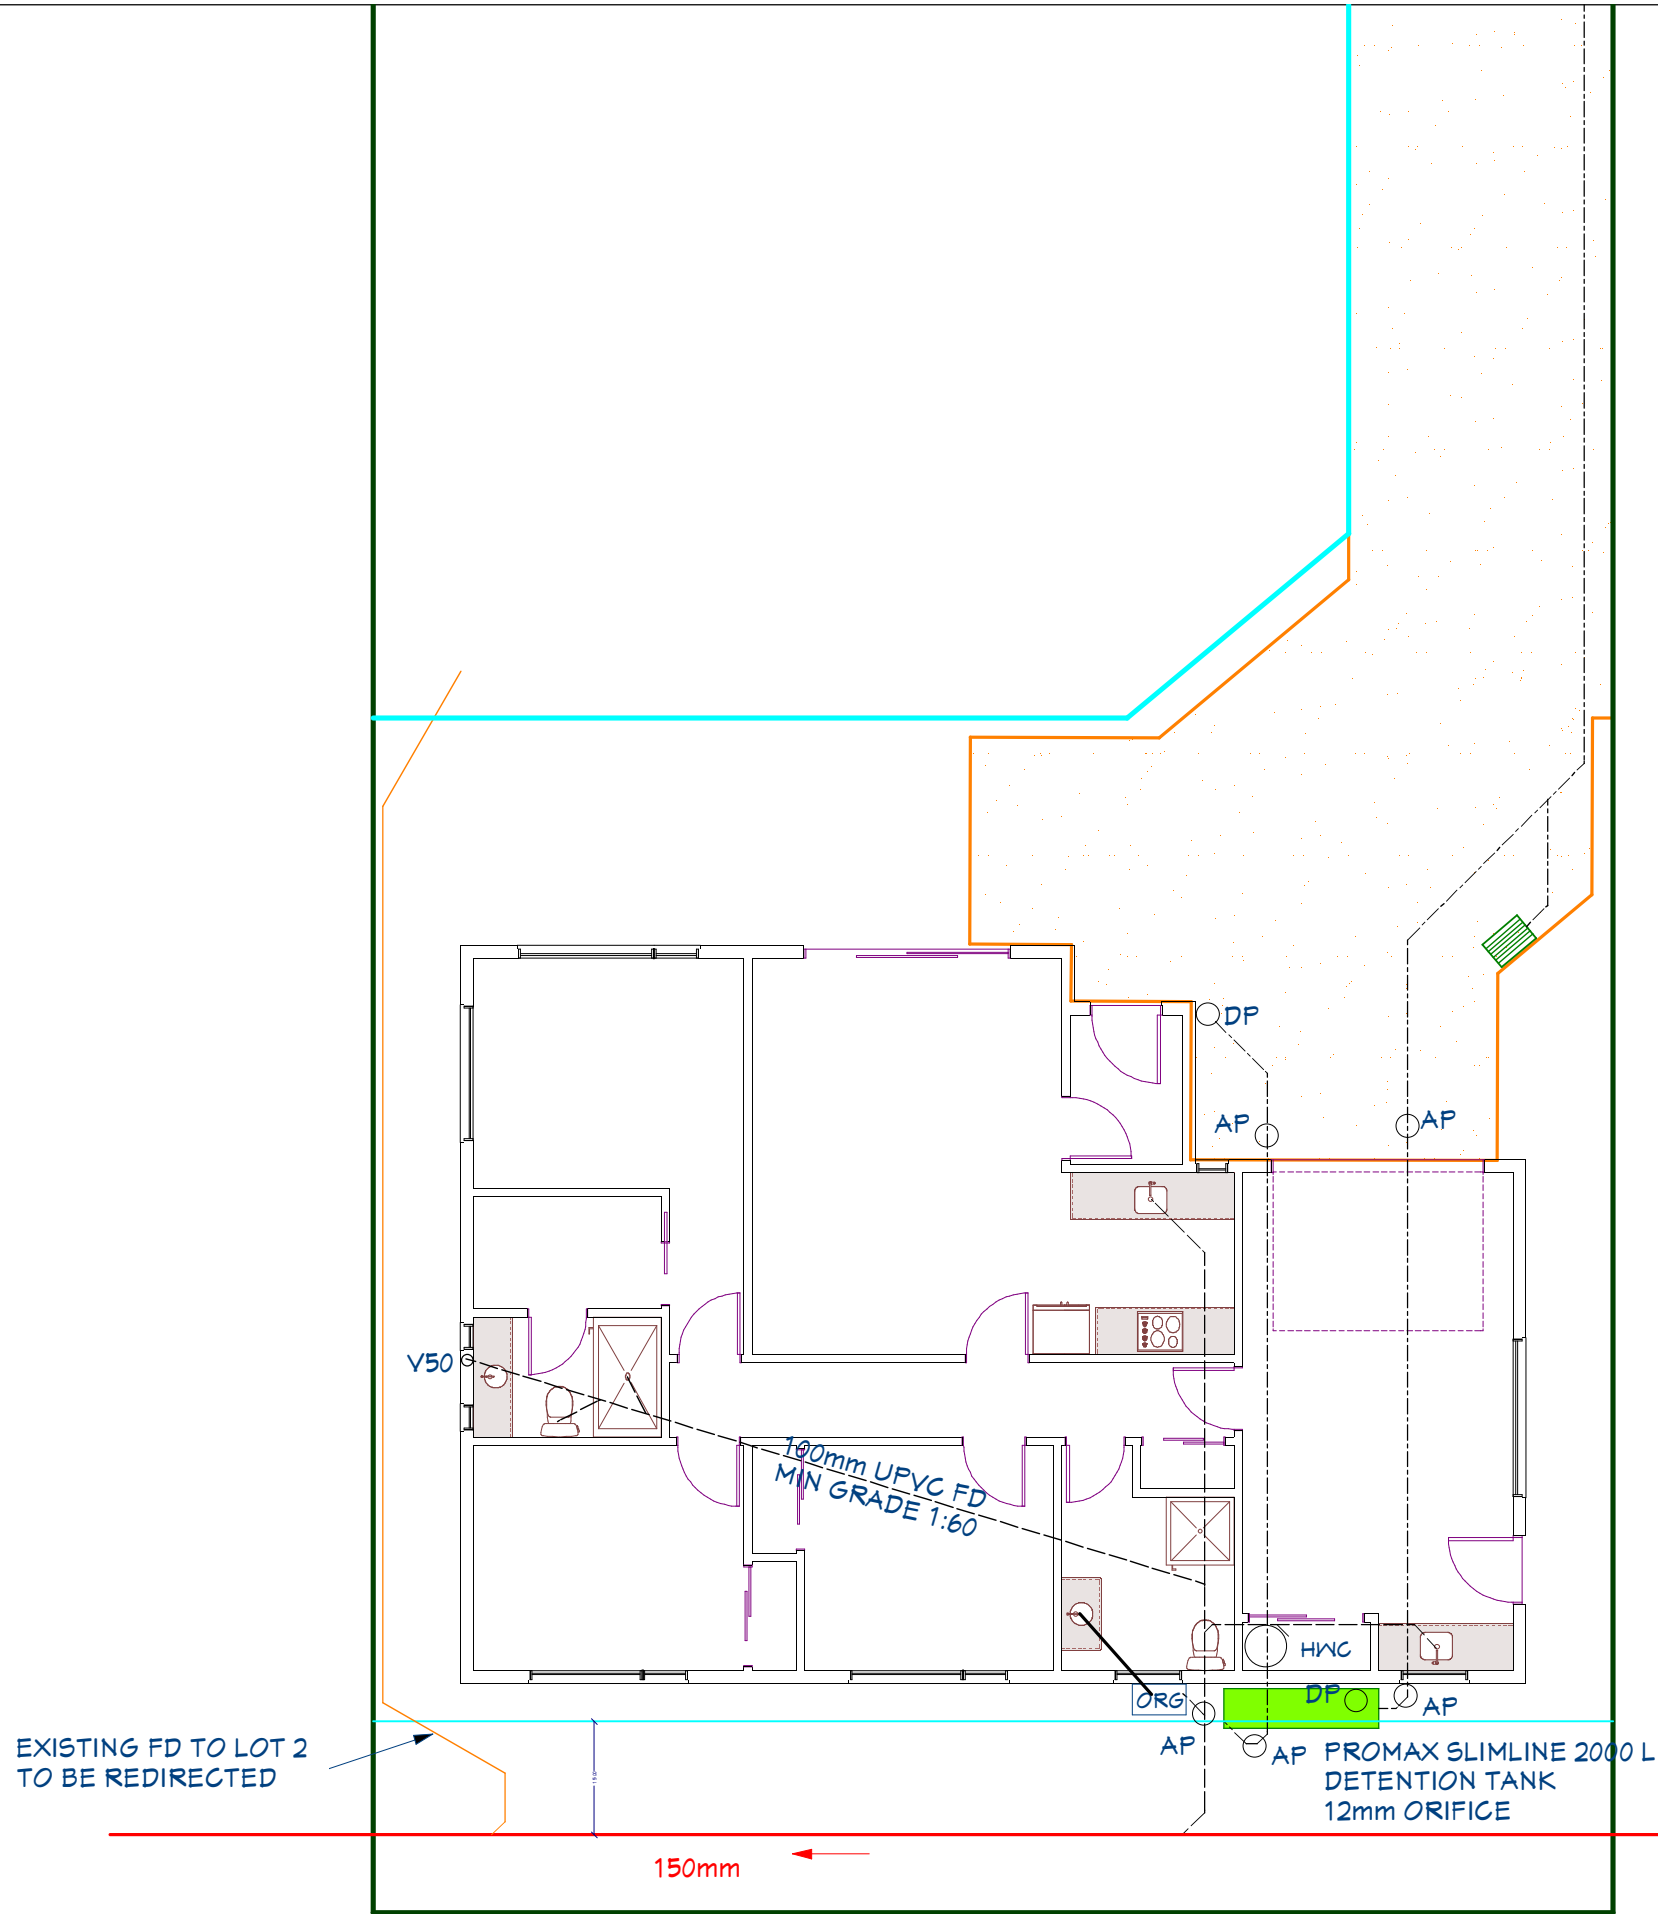 DP
AP
AP
V50
100mm UPVC FD
MIN GRADE 1:60
HWC
ORG
DP
AP
AP
AP
EXISTING FD TO LOT 2
TO BE REDIRECTED
PROMAX SLIMLINE 2000 L
DETENTION TANK
12mm ORIFICE
150mm